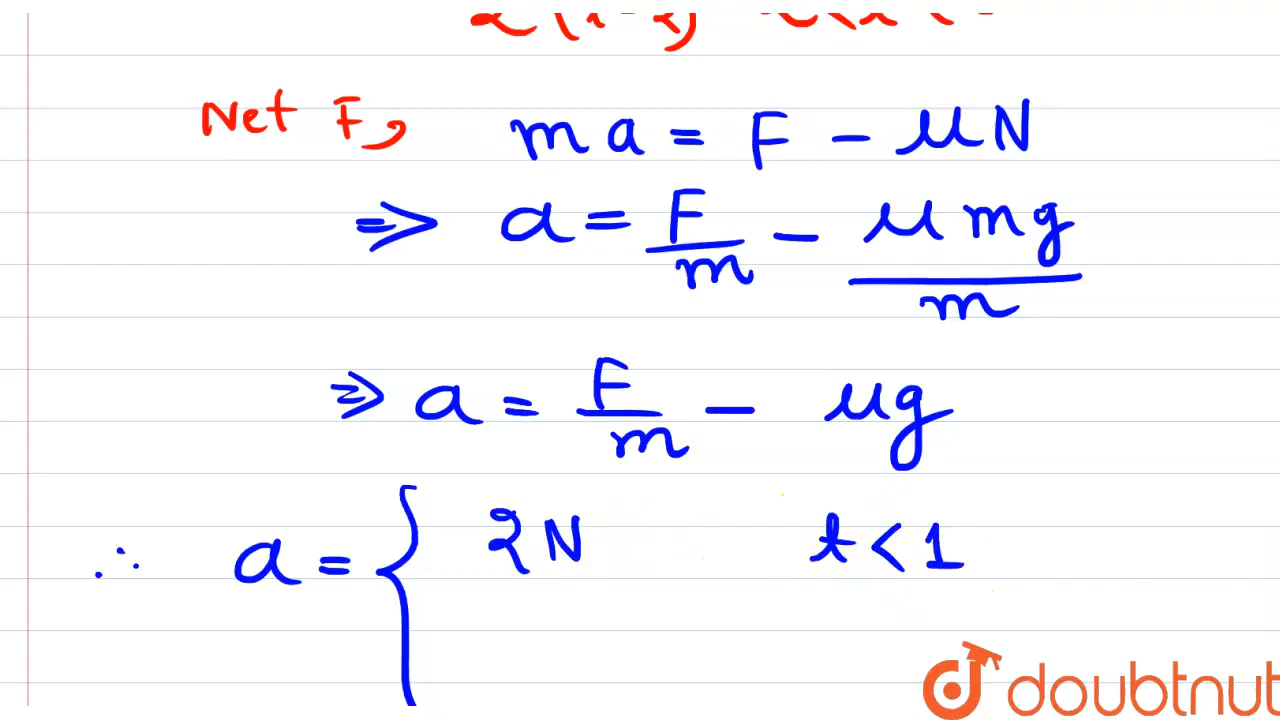 Net F, ma = F - μN
⇒ a = F/m - μmg/m
⇒ a = F/m - μg
∴ a = { 2N t < 1
doubtnut